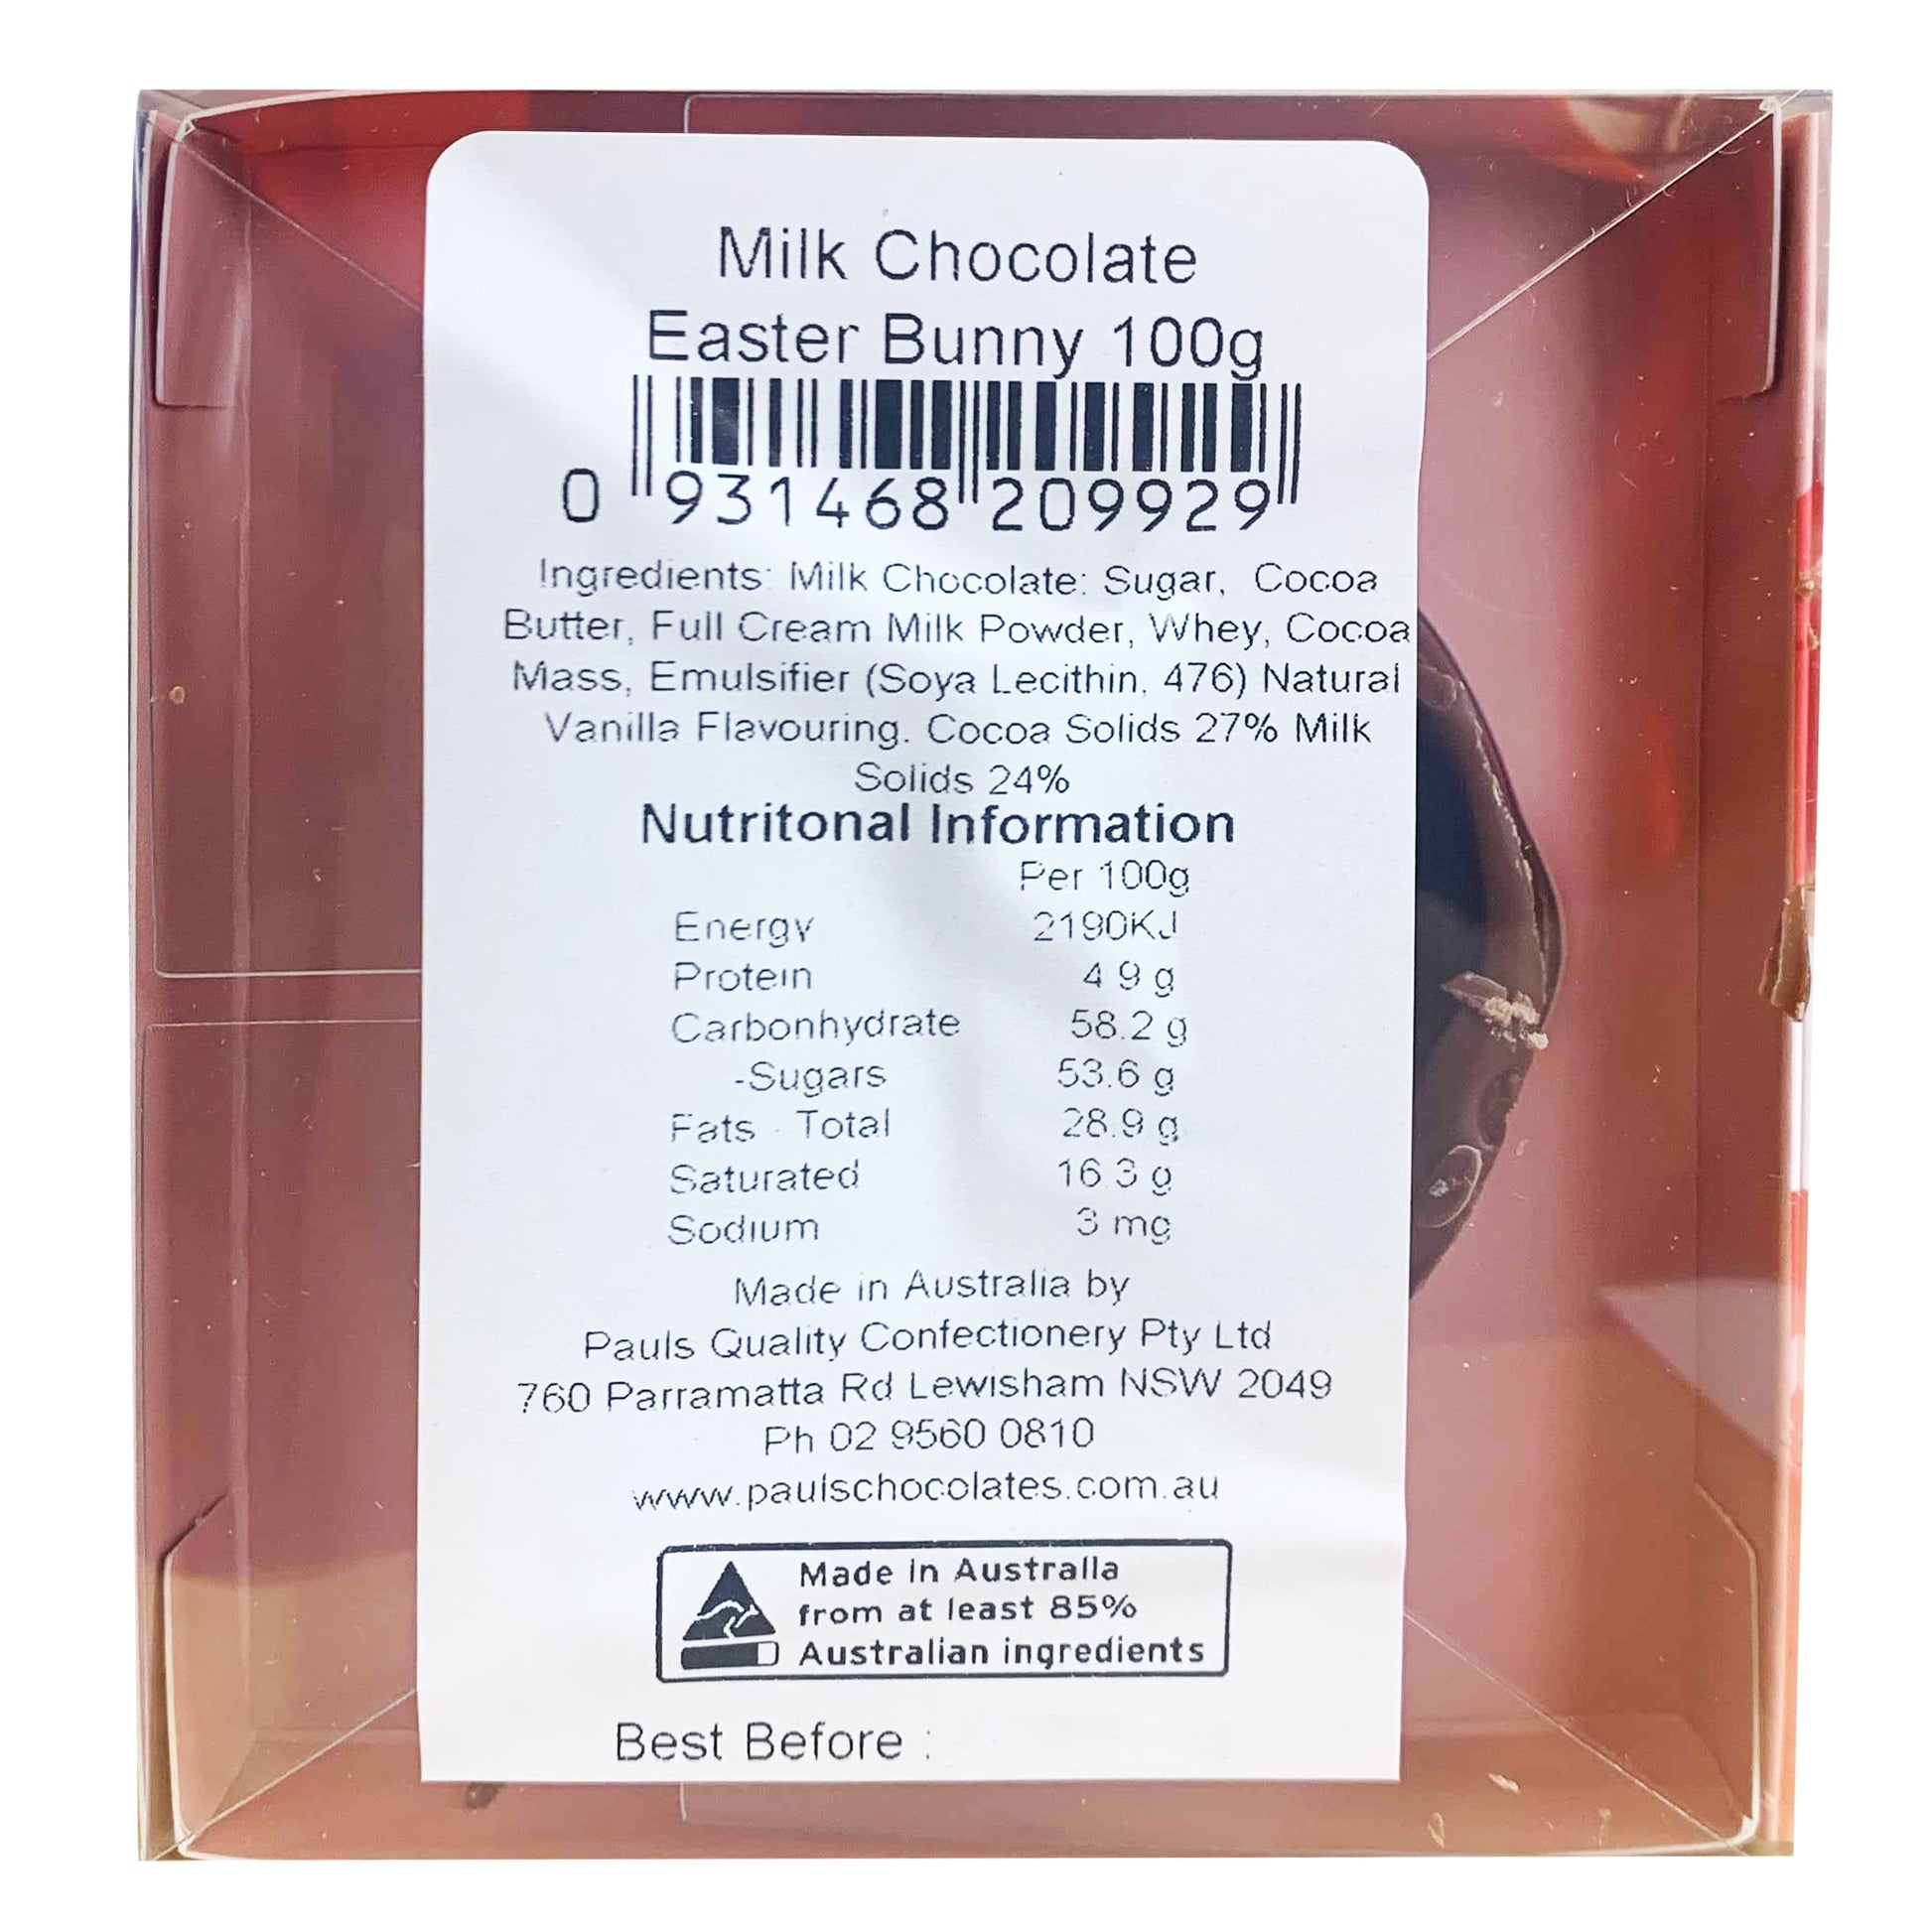 Milk Chocolate
Easter Bunny 100g
0 931468 209929
Ingredients: Milk Chocolate: Sugar, Cocoa
Butter, Full Cream Milk Powder, Whey, Cocoa
Mass, Emulsifier (Soya Lecithin, 476) Natural
Vanilla Flavouring. Cocoa Solids 27% Milk
Solids 24%
Nutritonal Information
Per 100g
Energy 2190KJ
Protein 4 9 g
Carbonhydrate 58.2 g
-Sugars 53.6 g
Fats - Total 28.9 g
Saturated 16 3 g
Sodium 3 mg
Made in Australia by
Pauls Quality Confectionery Pty Ltd
760 Parramatta Rd Lewisham NSW 2049
Ph 02 9560 0810
www.paulschocolates.com.au
Made in Australia
from at least 85%
Australian ingredients
Best Before :